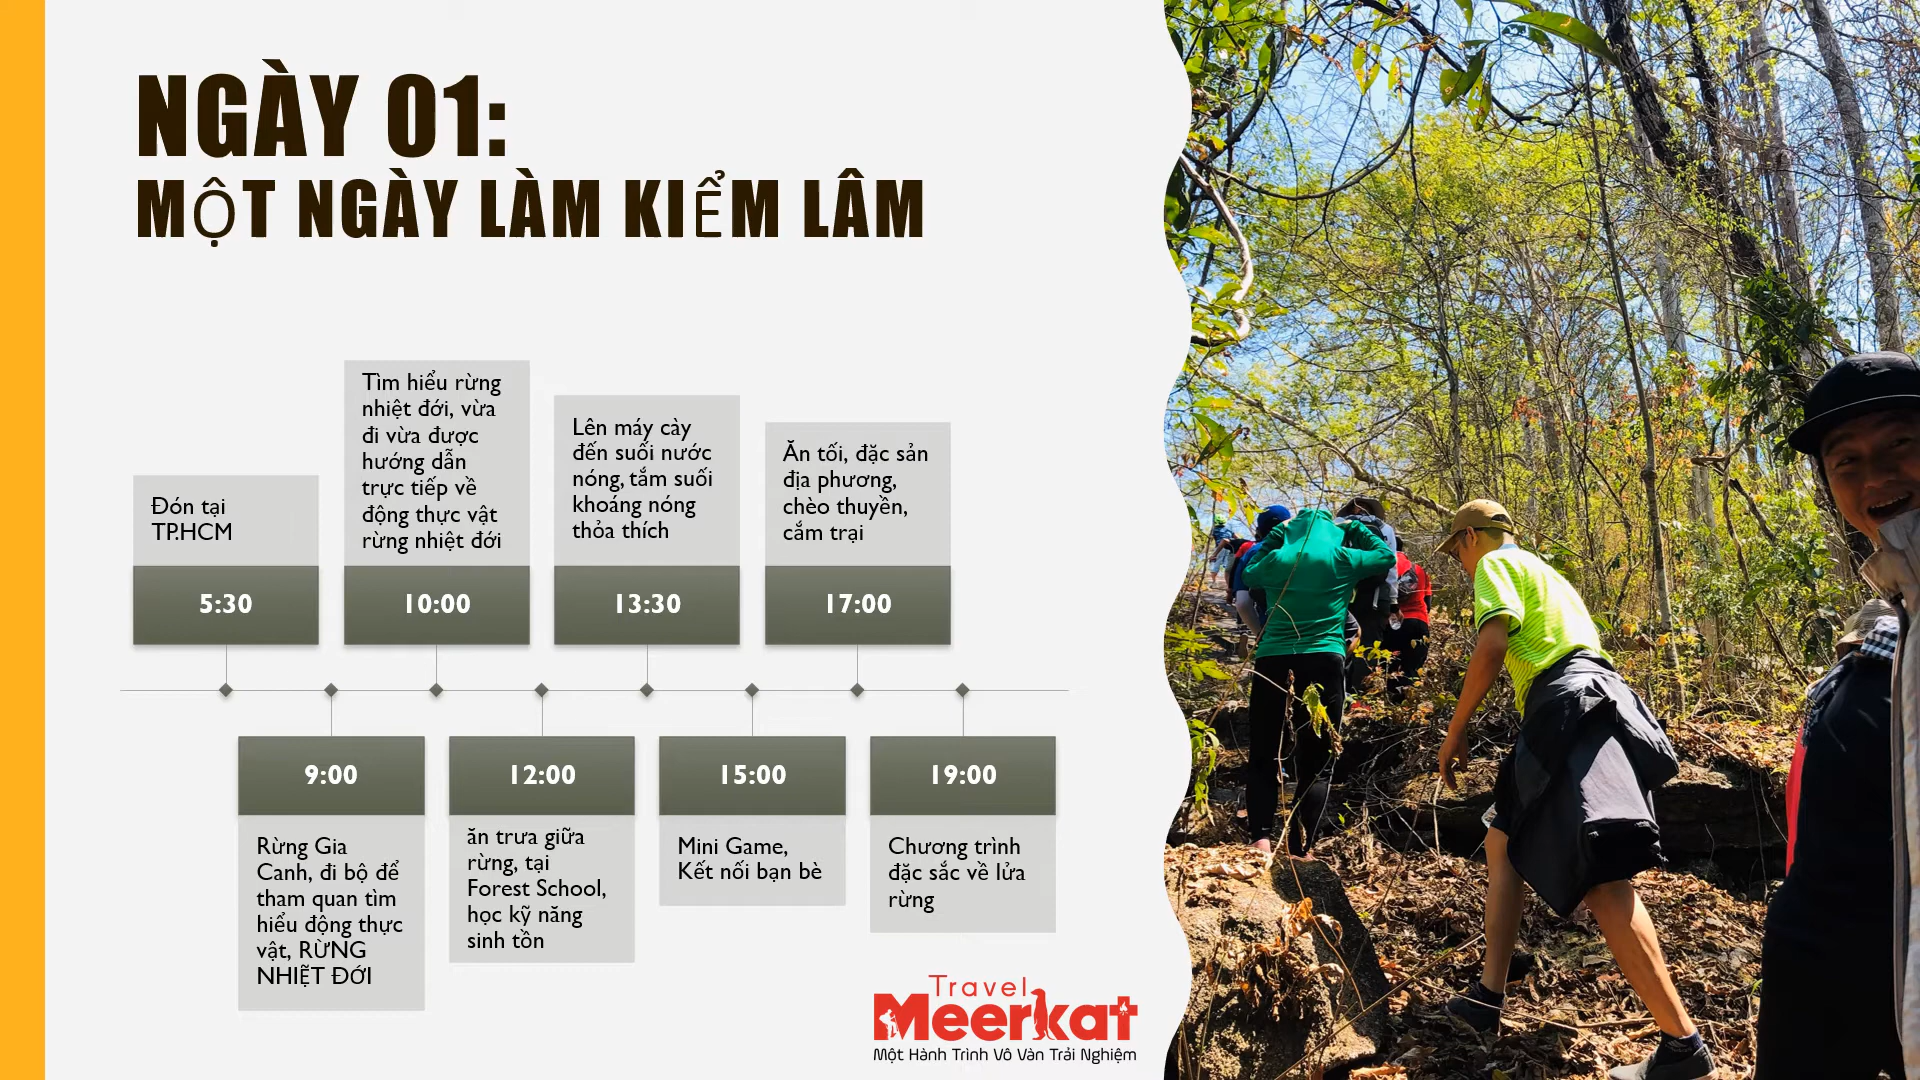 NGÀY 01:
MỘT NGÀY LÀM KIỂM LÂM
Đón tại
TP.HCM
5:30
9:00
Rừng Gia
Canh, đi bộ để
tham quan tìm
hiểu động thực
vật, RỪNG
NHIỆT ĐỚI
Tìm hiểu rừng
nhiệt đới, vừa
đi vừa được
hướng dẫn
trực tiếp về
động thực vật
rừng nhiệt đới
10:00
12:00
ăn trưa giữa
rừng, tại
Forest School,
học kỹ năng
sinh tồn
Lên máy cày
đến suối nước
nóng, tắm suối
khoáng nóng
thỏa thích
13:30
15:00
Mini Game,
Kết nối bạn bè
Ăn tối, đặc sản
địa phương,
chèo thuyền,
cắm trại
17:00
19:00
Chương trình
đặc sắc về lửa
rừng
Travel
Meerkat
Một Hành Trình Vô Vàn Trải Nghiệm